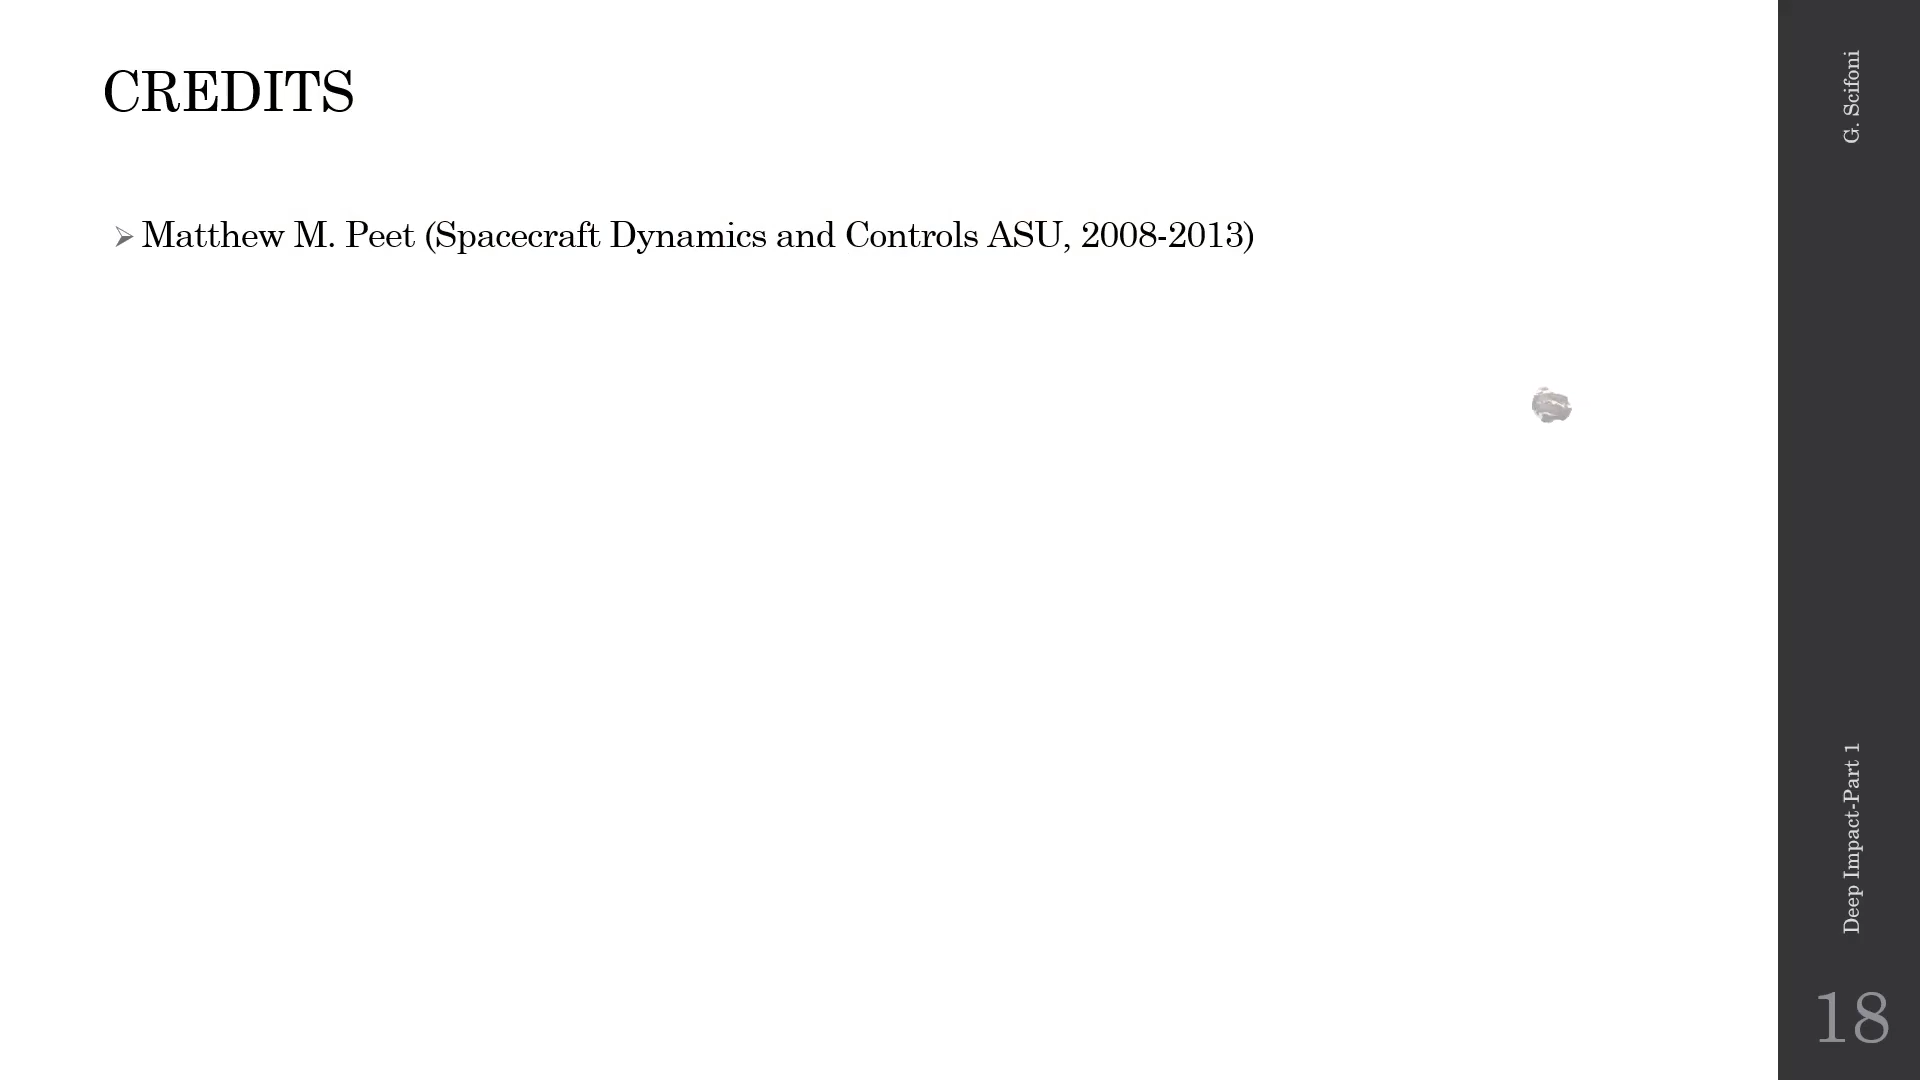 CREDITS
Matthew M. Peet (Spacecraft Dynamics and Controls ASU, 2008-2013)
G. Scifoni
Deep Impact-Part 1
18